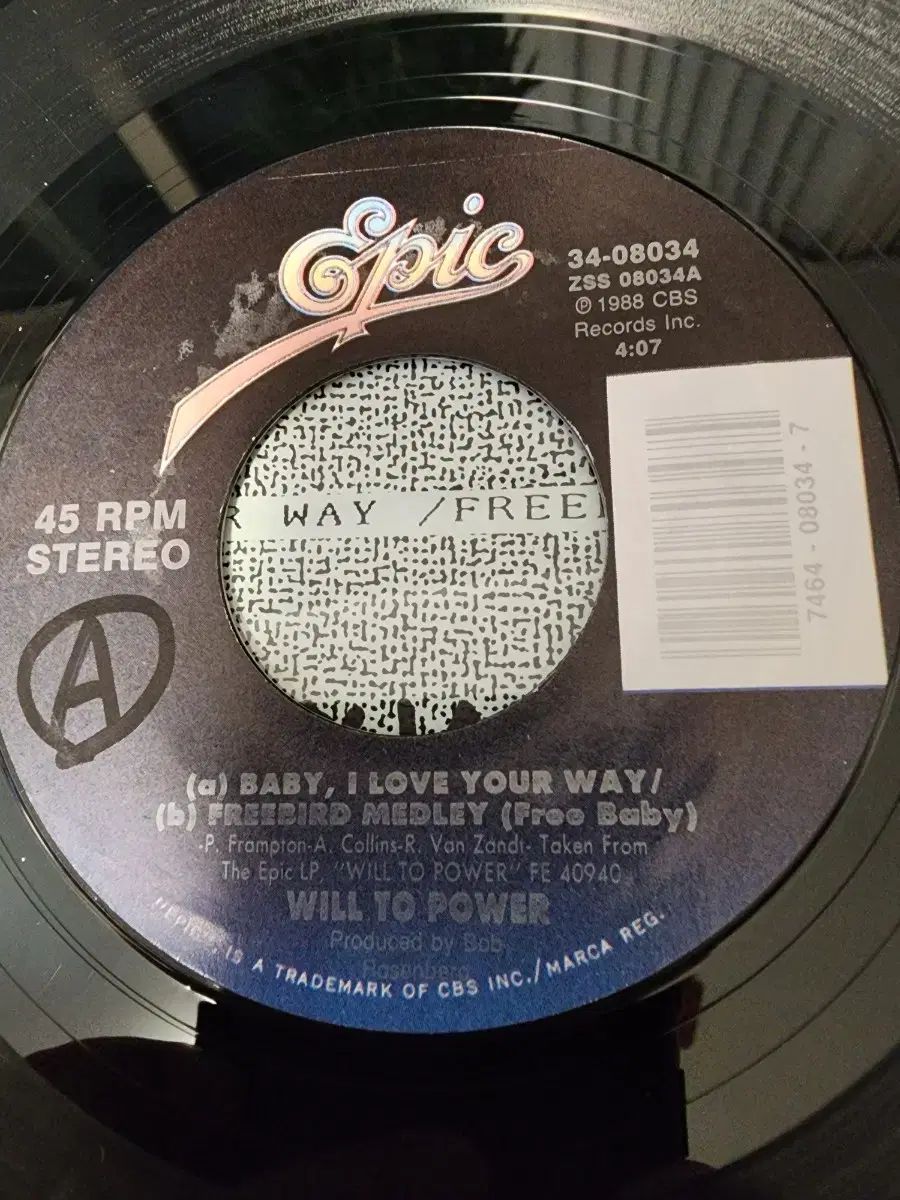 Epic
34-08034
ZSS 08034A
℗ 1988 CBS
Records Inc.
4:07
7464 - 08034 - 7
WAY /FREE
45 RPM
STEREO
A
(a) BABY, I LOVE YOUR WAY/
(b) FREEBIRD MEDLEY (Free Baby)
-P. Frampton-A. Collins-R. Van Zandt- Taken From
The Epic LP, "WILL TO POWER" FE 40940
WILL TO POWER
Produced by Bob
Rosenberg
"EPIC" IS A TRADEMARK OF CBS INC./MARCA REG.